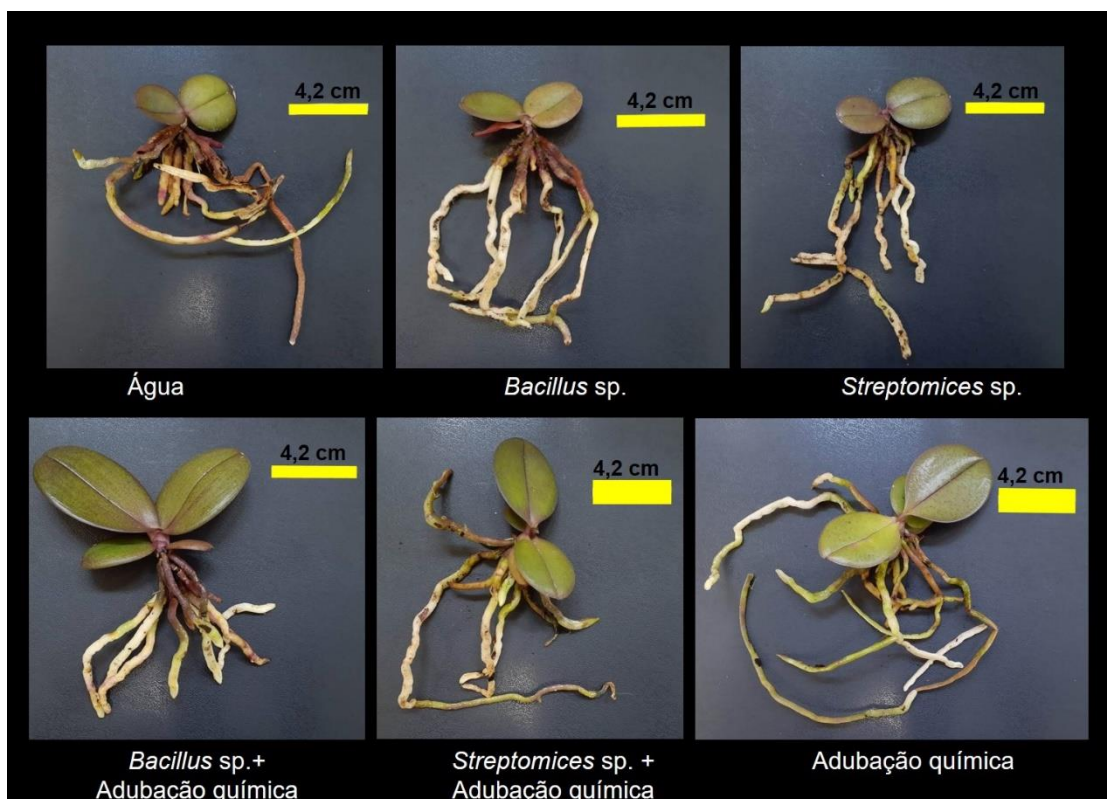 4,2 cm
4,2 cm
4,2 cm
Água
Bacillus sp.
Streptomices sp.
4,2 cm
4,2 cm
4,2 cm
Bacillus sp.+
Adubação química
Streptomices sp. +
Adubação química
Adubação química